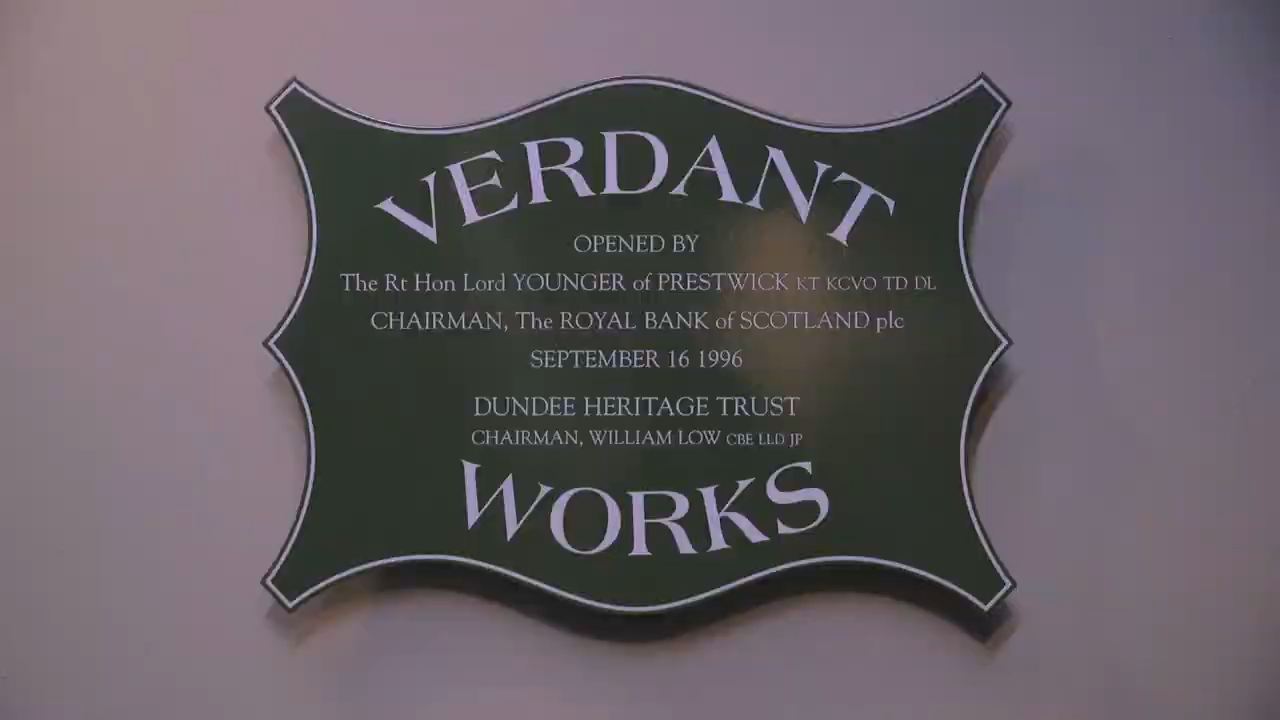 VERDANT
OPENED BY
The Rt Hon Lord YOUNGER of PRESTWICK KT KCVO TD DL
CHAIRMAN, The ROYAL BANK of SCOTLAND plc
SEPTEMBER 16 1996
DUNDEE HERITAGE TRUST
CHAIRMAN, WILLIAM LOW CBE LLD JP
WORKS